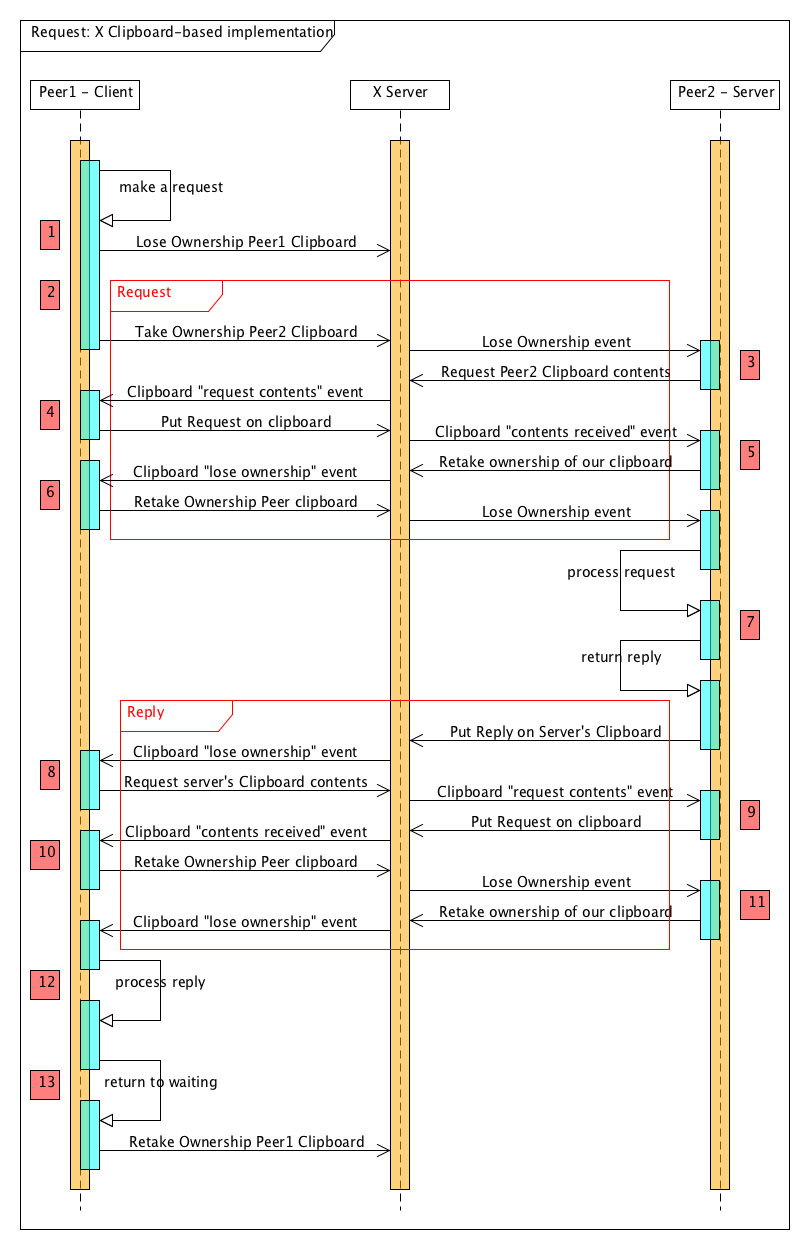 Request: X Clipboard-based implementation
Peer1 - Client
X Server
Peer2 - Server
make a request
1
Lose Ownership Peer1 Clipboard
2
Request
Take Ownership Peer2 Clipboard
Lose Ownership event
3
Request Peer2 Clipboard contents
Clipboard "request contents" event
4
Put Request on clipboard
Clipboard "contents received" event
5
Retake ownership of our clipboard
Clipboard "lose ownership" event
6
Retake Ownership Peer clipboard
Lose Ownership event
process request
7
return reply
Reply
Put Reply on Server's Clipboard
Clipboard "lose ownership" event
8
Request server's Clipboard contents
Clipboard "request contents" event
9
Put Request on clipboard
Clipboard "contents received" event
10
Retake Ownership Peer clipboard
Lose Ownership event
11
Retake ownership of our clipboard
Clipboard "lose ownership" event
12
process reply
13
return to waiting
Retake Ownership Peer1 Clipboard